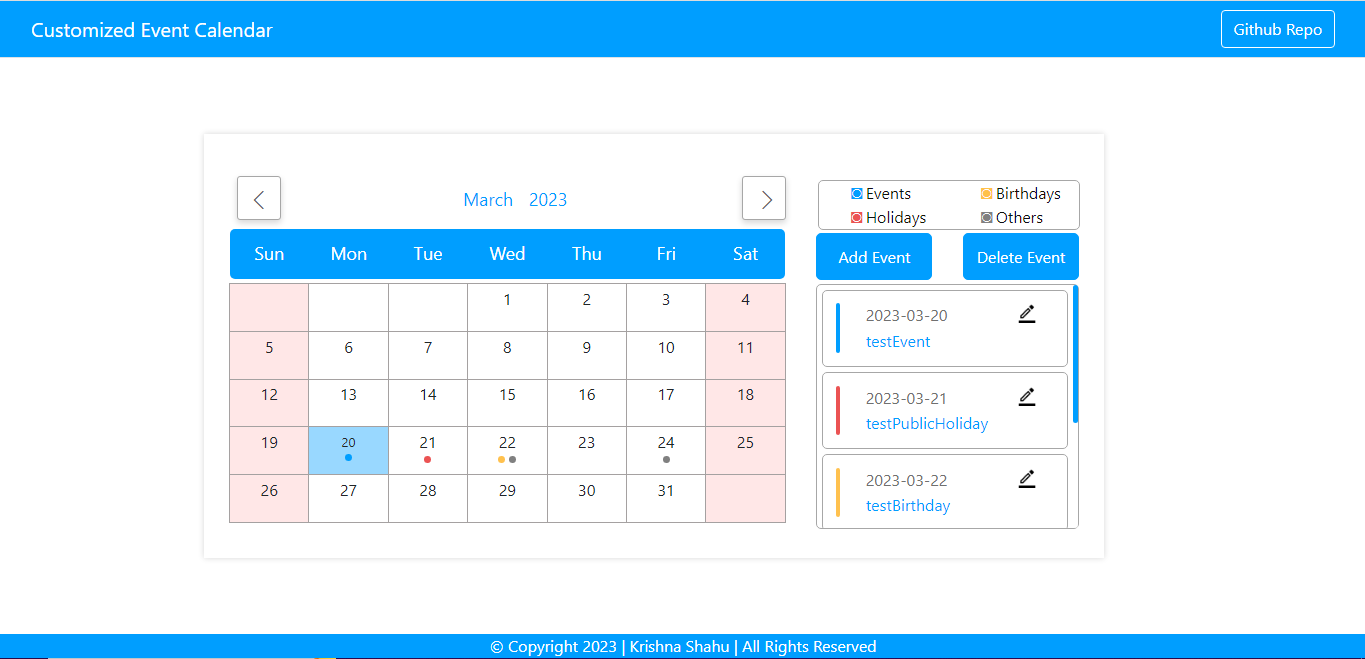 Customized Event Calendar
Github Repo
March 2023
Sun Mon Tue Wed Thu Fri Sat
1 2 3 4
5 6 7 8 9 10 11
12 13 14 15 16 17 18
19 20 21 22 23 24 25
26 27 28 29 30 31
Events Birthdays
Holidays Others
Add Event Delete Event
2023-03-20
testEvent
2023-03-21
testPublicHoliday
2023-03-22
testBirthday
© Copyright 2023 | Krishna Shahu | All Rights Reserved